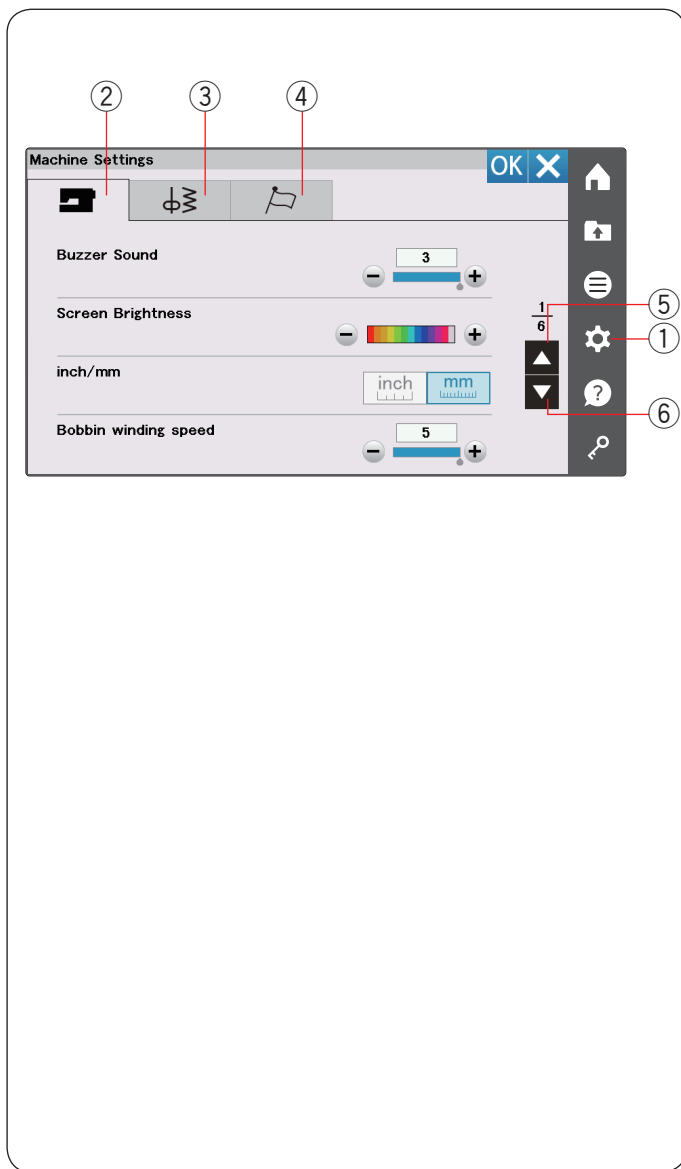 ② ③ ④
Machine Settings OK
Buzzer Sound 3
⑤
Screen Brightness 1
6
①
inch/mm inch mm
?
⑥
Bobbin winding speed 5